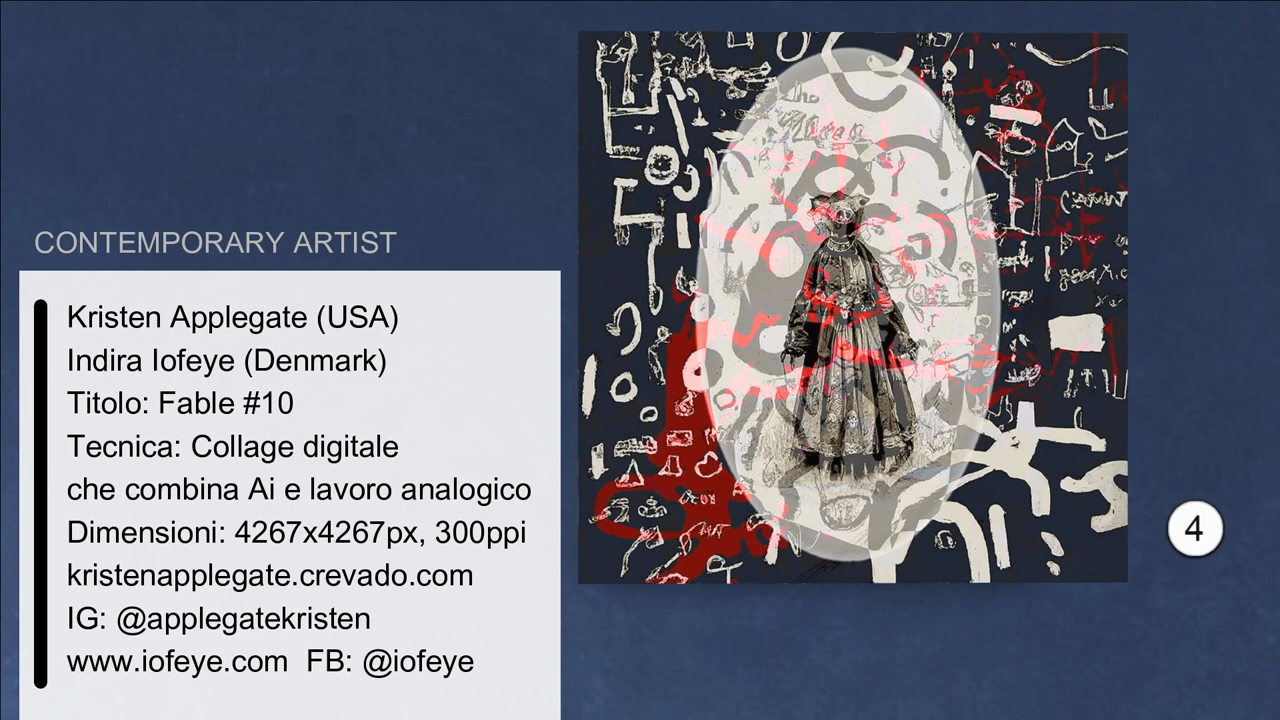 CONTEMPORARY ARTIST
Kristen Applegate (USA)
Indira Iofeye (Denmark)
Titolo: Fable #10
Tecnica: Collage digitale
che combina Ai e lavoro analogico
Dimensioni: 4267x4267px, 300ppi
kristenapplegate.crevado.com
IG: @applegatekristen
www.iofeye.com FB: @iofeye
4